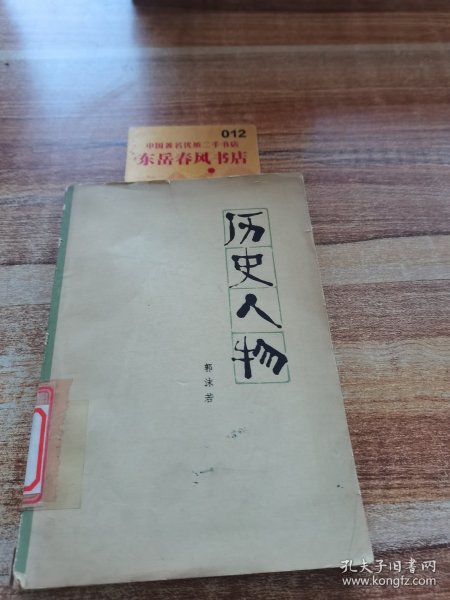 012
中国著名优质二手书店
东岳春风书店
历史人物
郭沫若
孔夫子旧书网
www.kongfz.com